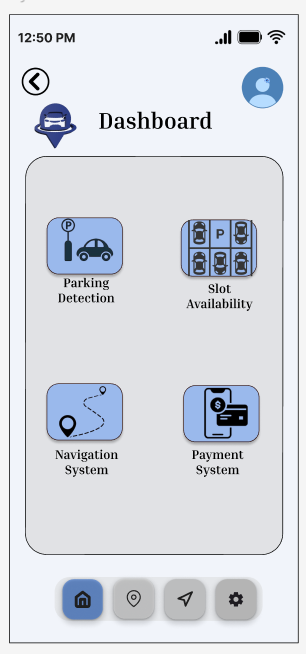 12:50 PM
Dashboard
P
P
Parking
Detection
Slot
Availability
$
Navigation
System
Payment
System